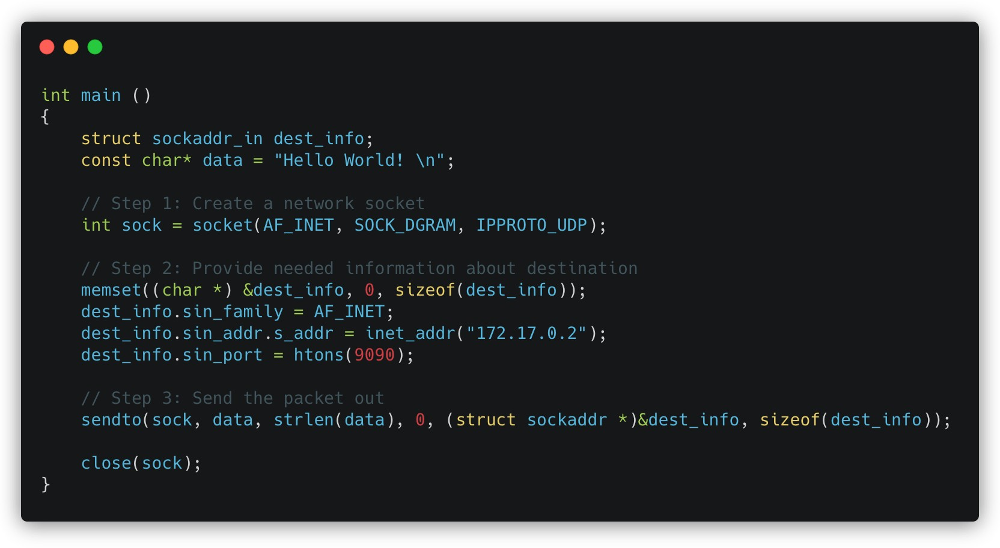 int main ()
{
    struct sockaddr_in dest_info;
    const char* data = "Hello World! \n";

    // Step 1: Create a network socket
    int sock = socket(AF_INET, SOCK_DGRAM, IPPROTO_UDP);

    // Step 2: Provide needed information about destination
    memset((char *) &dest_info, 0, sizeof(dest_info));
    dest_info.sin_family = AF_INET;
    dest_info.sin_addr.s_addr = inet_addr("172.17.0.2");
    dest_info.sin_port = htons(9090);

    // Step 3: Send the packet out
    sendto(sock, data, strlen(data), 0, (struct sockaddr *)&dest_info, sizeof(dest_info));

    close(sock);
}